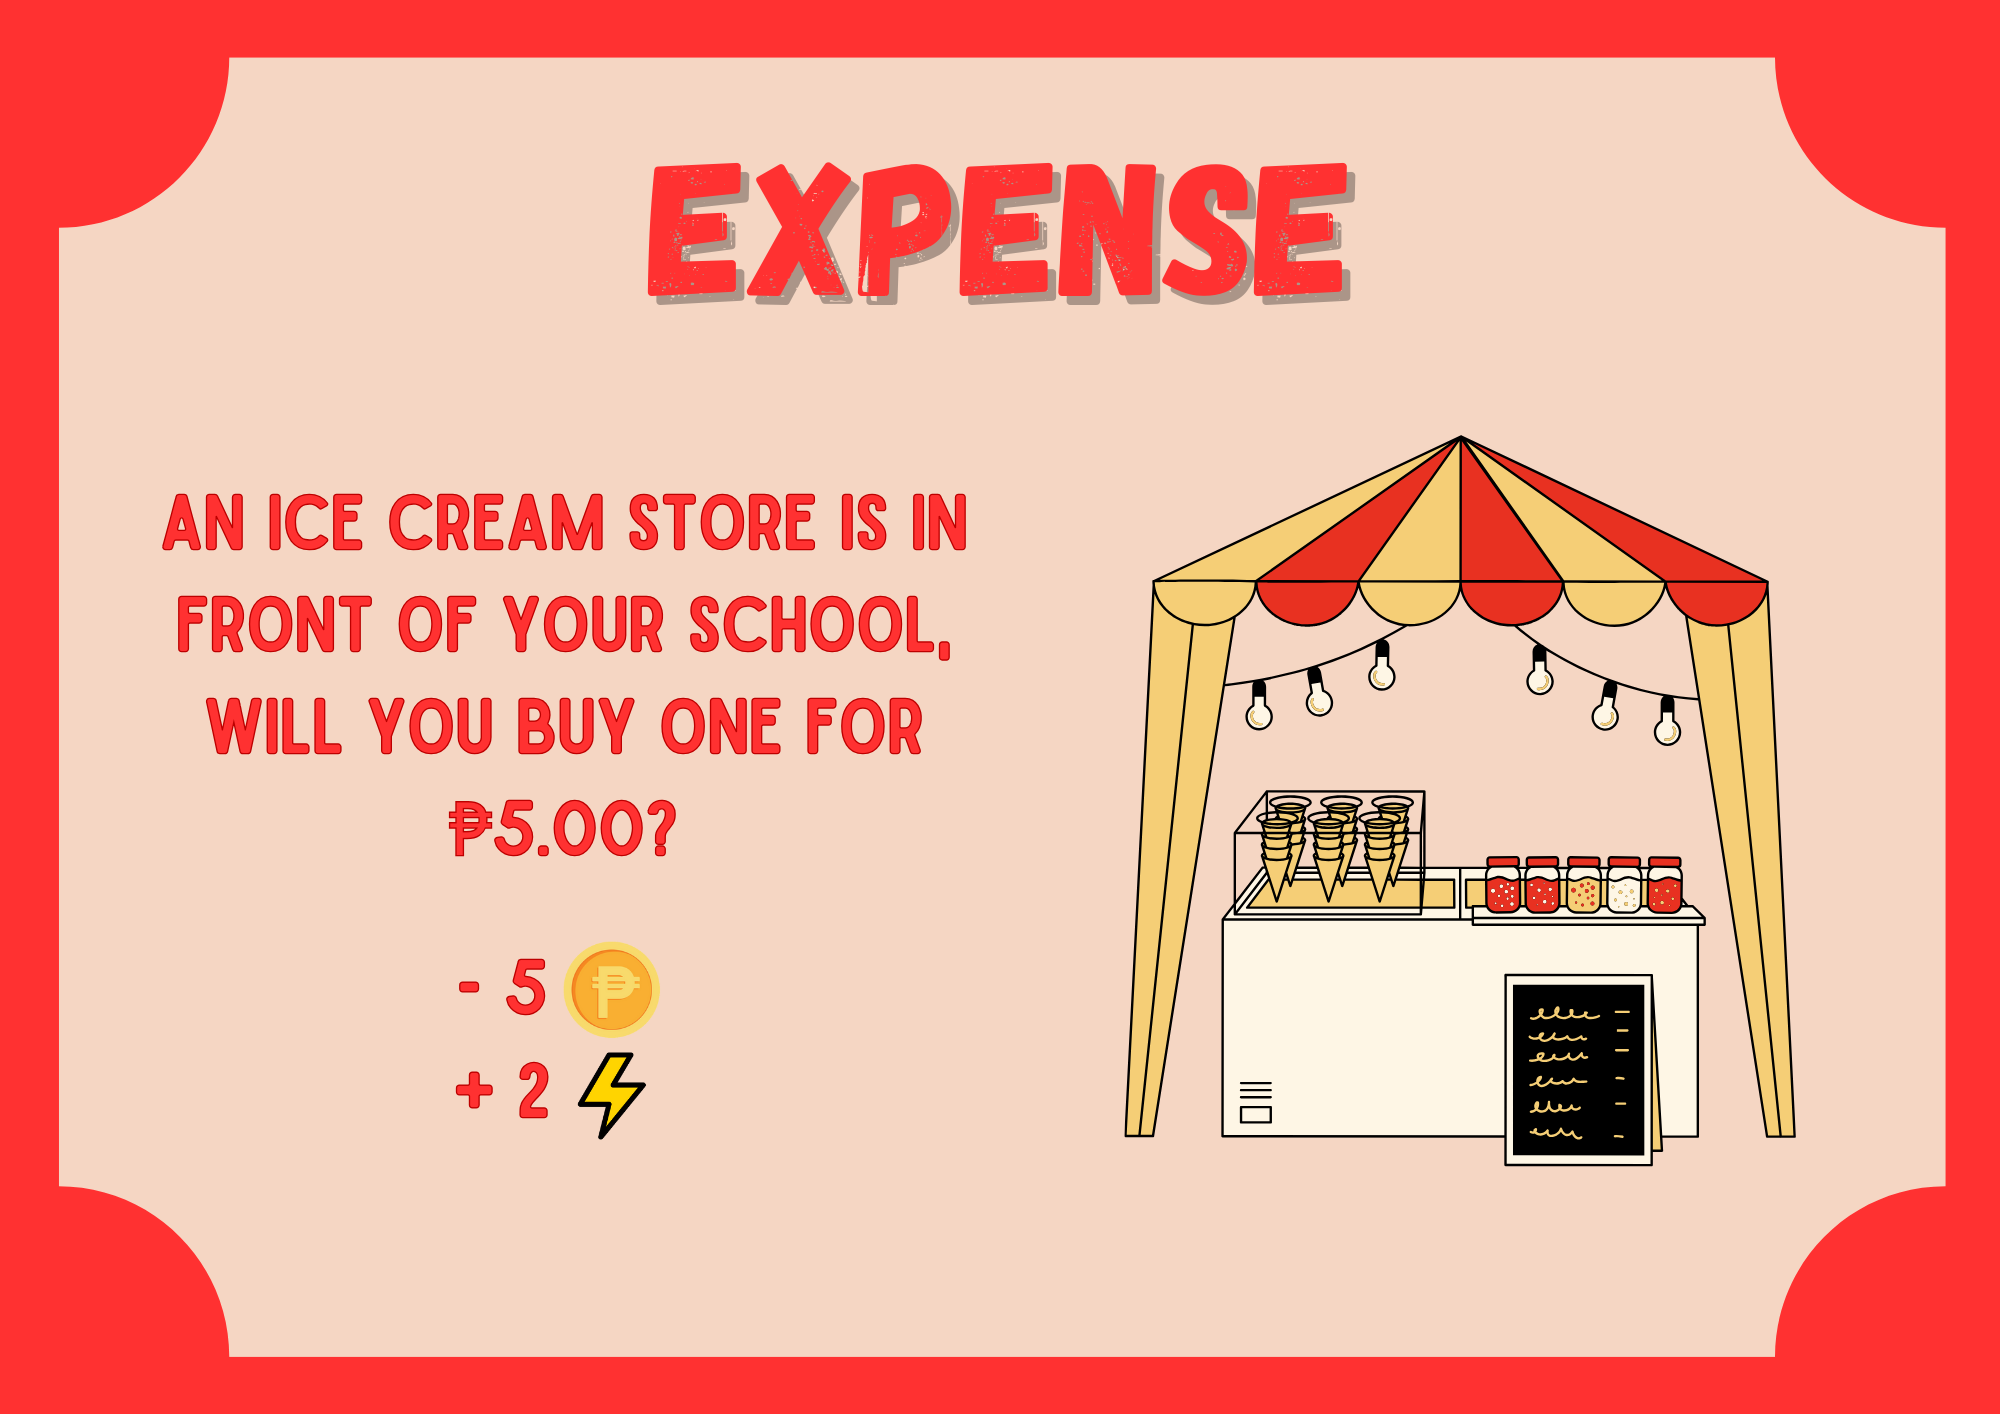 EXPENSE
AN ICE CREAM STORE IS IN
FRONT OF YOUR SCHOOL,
WILL YOU BUY ONE FOR
₱5.00?
- 5 ₱
+ 2